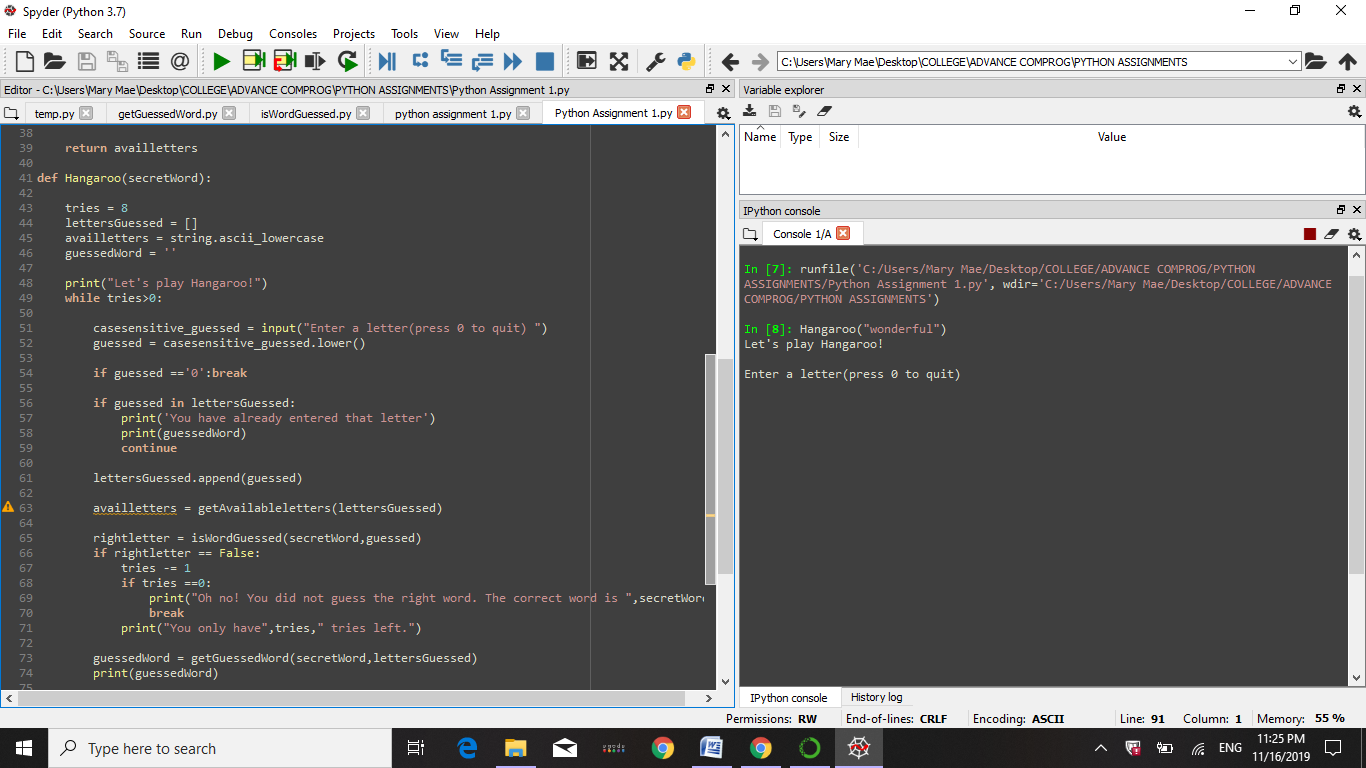 Spyder (Python 3.7)
File Edit Search Source Run Debug Consoles Projects Tools View Help
C:\Users\Mary Mae\Desktop\COLLEGE\ADVANCE COMPROG\PYTHON ASSIGNMENTS
Editor - C:\Users\Mary Mae\Desktop\COLLEGE\ADVANCE COMPROG\PYTHON ASSIGNMENTS\Python Assignment 1.py
temp.py getGuessedWord.py isWordGuessed.py python assignment 1.py Python Assignment 1.py
38
39 return availletters
40
41 def Hangaroo(secretWord):
42
43 tries = 8
44 lettersGuessed = []
45 availletters = string.ascii_lowercase
46 guessedWord = ''
47
48 print("Let's play Hangaroo!")
49 while tries>0:
50
51 casesensitive_guessed = input("Enter a letter(press 0 to quit) ")
52 guessed = casesensitive_guessed.lower()
53
54 if guessed =='0':break
55
56 if guessed in lettersGuessed:
57 print('You have already entered that letter')
58 print(guessedWord)
59 continue
60
61 lettersGuessed.append(guessed)
62
63 availletters = getAvailableletters(lettersGuessed)
64
65 rightletter = isWordGuessed(secretWord,guessed)
66 if rightletter == False:
67 tries -= 1
68 if tries ==0:
69 print("Oh no! You did not guess the right word. The correct word is ",secretWor
70 break
71 print("You only have",tries," tries left.")
72
73 guessedWord = getGuessedWord(secretWord,lettersGuessed)
74 print(guessedWord)
75
Variable explorer
Name Type Size Value
IPython console
Console 1/A
In [7]: runfile('C:/Users/Mary Mae/Desktop/COLLEGE/ADVANCE COMPROG/PYTHON
ASSIGNMENTS/Python Assignment 1.py', wdir='C:/Users/Mary Mae/Desktop/COLLEGE/ADVANCE
COMPROG/PYTHON ASSIGNMENTS')
In [8]: Hangaroo("wonderful")
Let's play Hangaroo!
Enter a letter(press 0 to quit)
IPython console History log
Permissions: RW End-of-lines: CRLF Encoding: ASCII Line: 91 Column: 1 Memory: 55 %
Type here to search
ENG
11:25 PM
11/16/2019